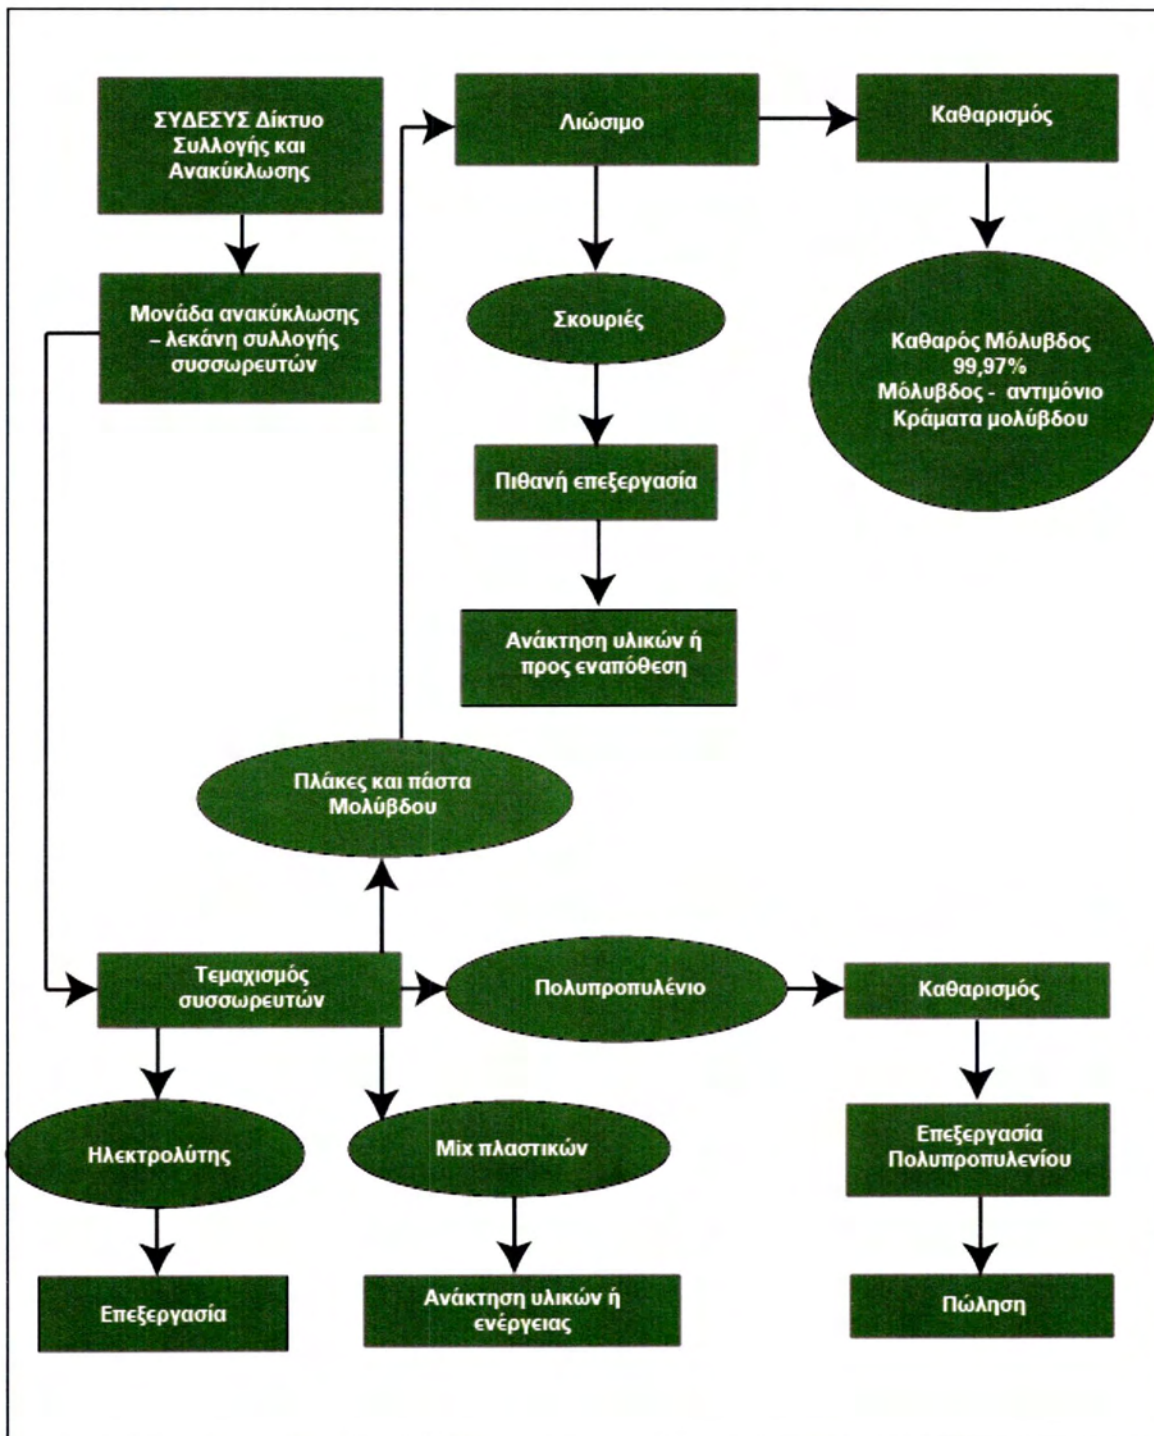 ΣΥΔΕΣΥΣ Δίκτυο
Συλλογής και
Ανακύκλωσης
Λιώσιμο
Καθαρισμός
Μονάδα ανακύκλωσης
– λεκάνη συλλογής
συσσωρευτών
Σκουριές
Καθαρός Μόλυβδος
99,97%
Μόλυβδος - αντιμόνιο
Κράματα μολύβδου
Πιθανή επεξεργασία
Ανάκτηση υλικών ή
προς εναπόθεση
Πλάκες και πάστα
Μολύβδου
Τεμαχισμός
συσσωρευτών
Πολυπροπυλένιο
Καθαρισμός
Ηλεκτρολύτης
Mix πλαστικών
Επεξεργασία
Πολυπροπυλενίου
Επεξεργασία
Ανάκτηση υλικών ή
ενέργειας
Πώληση